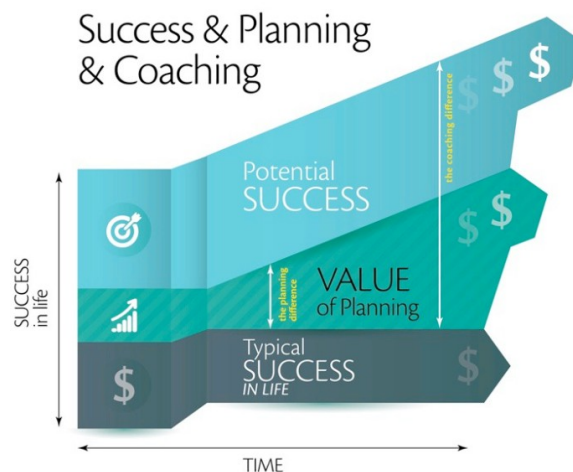 Success & Planning
& Coaching
Potential
SUCCESS
the coaching difference
the planning
difference
VALUE
of Planning
Typical
SUCCESS
IN LIFE
SUCCESS
in life
TIME
$ $ $
$ $
$ $